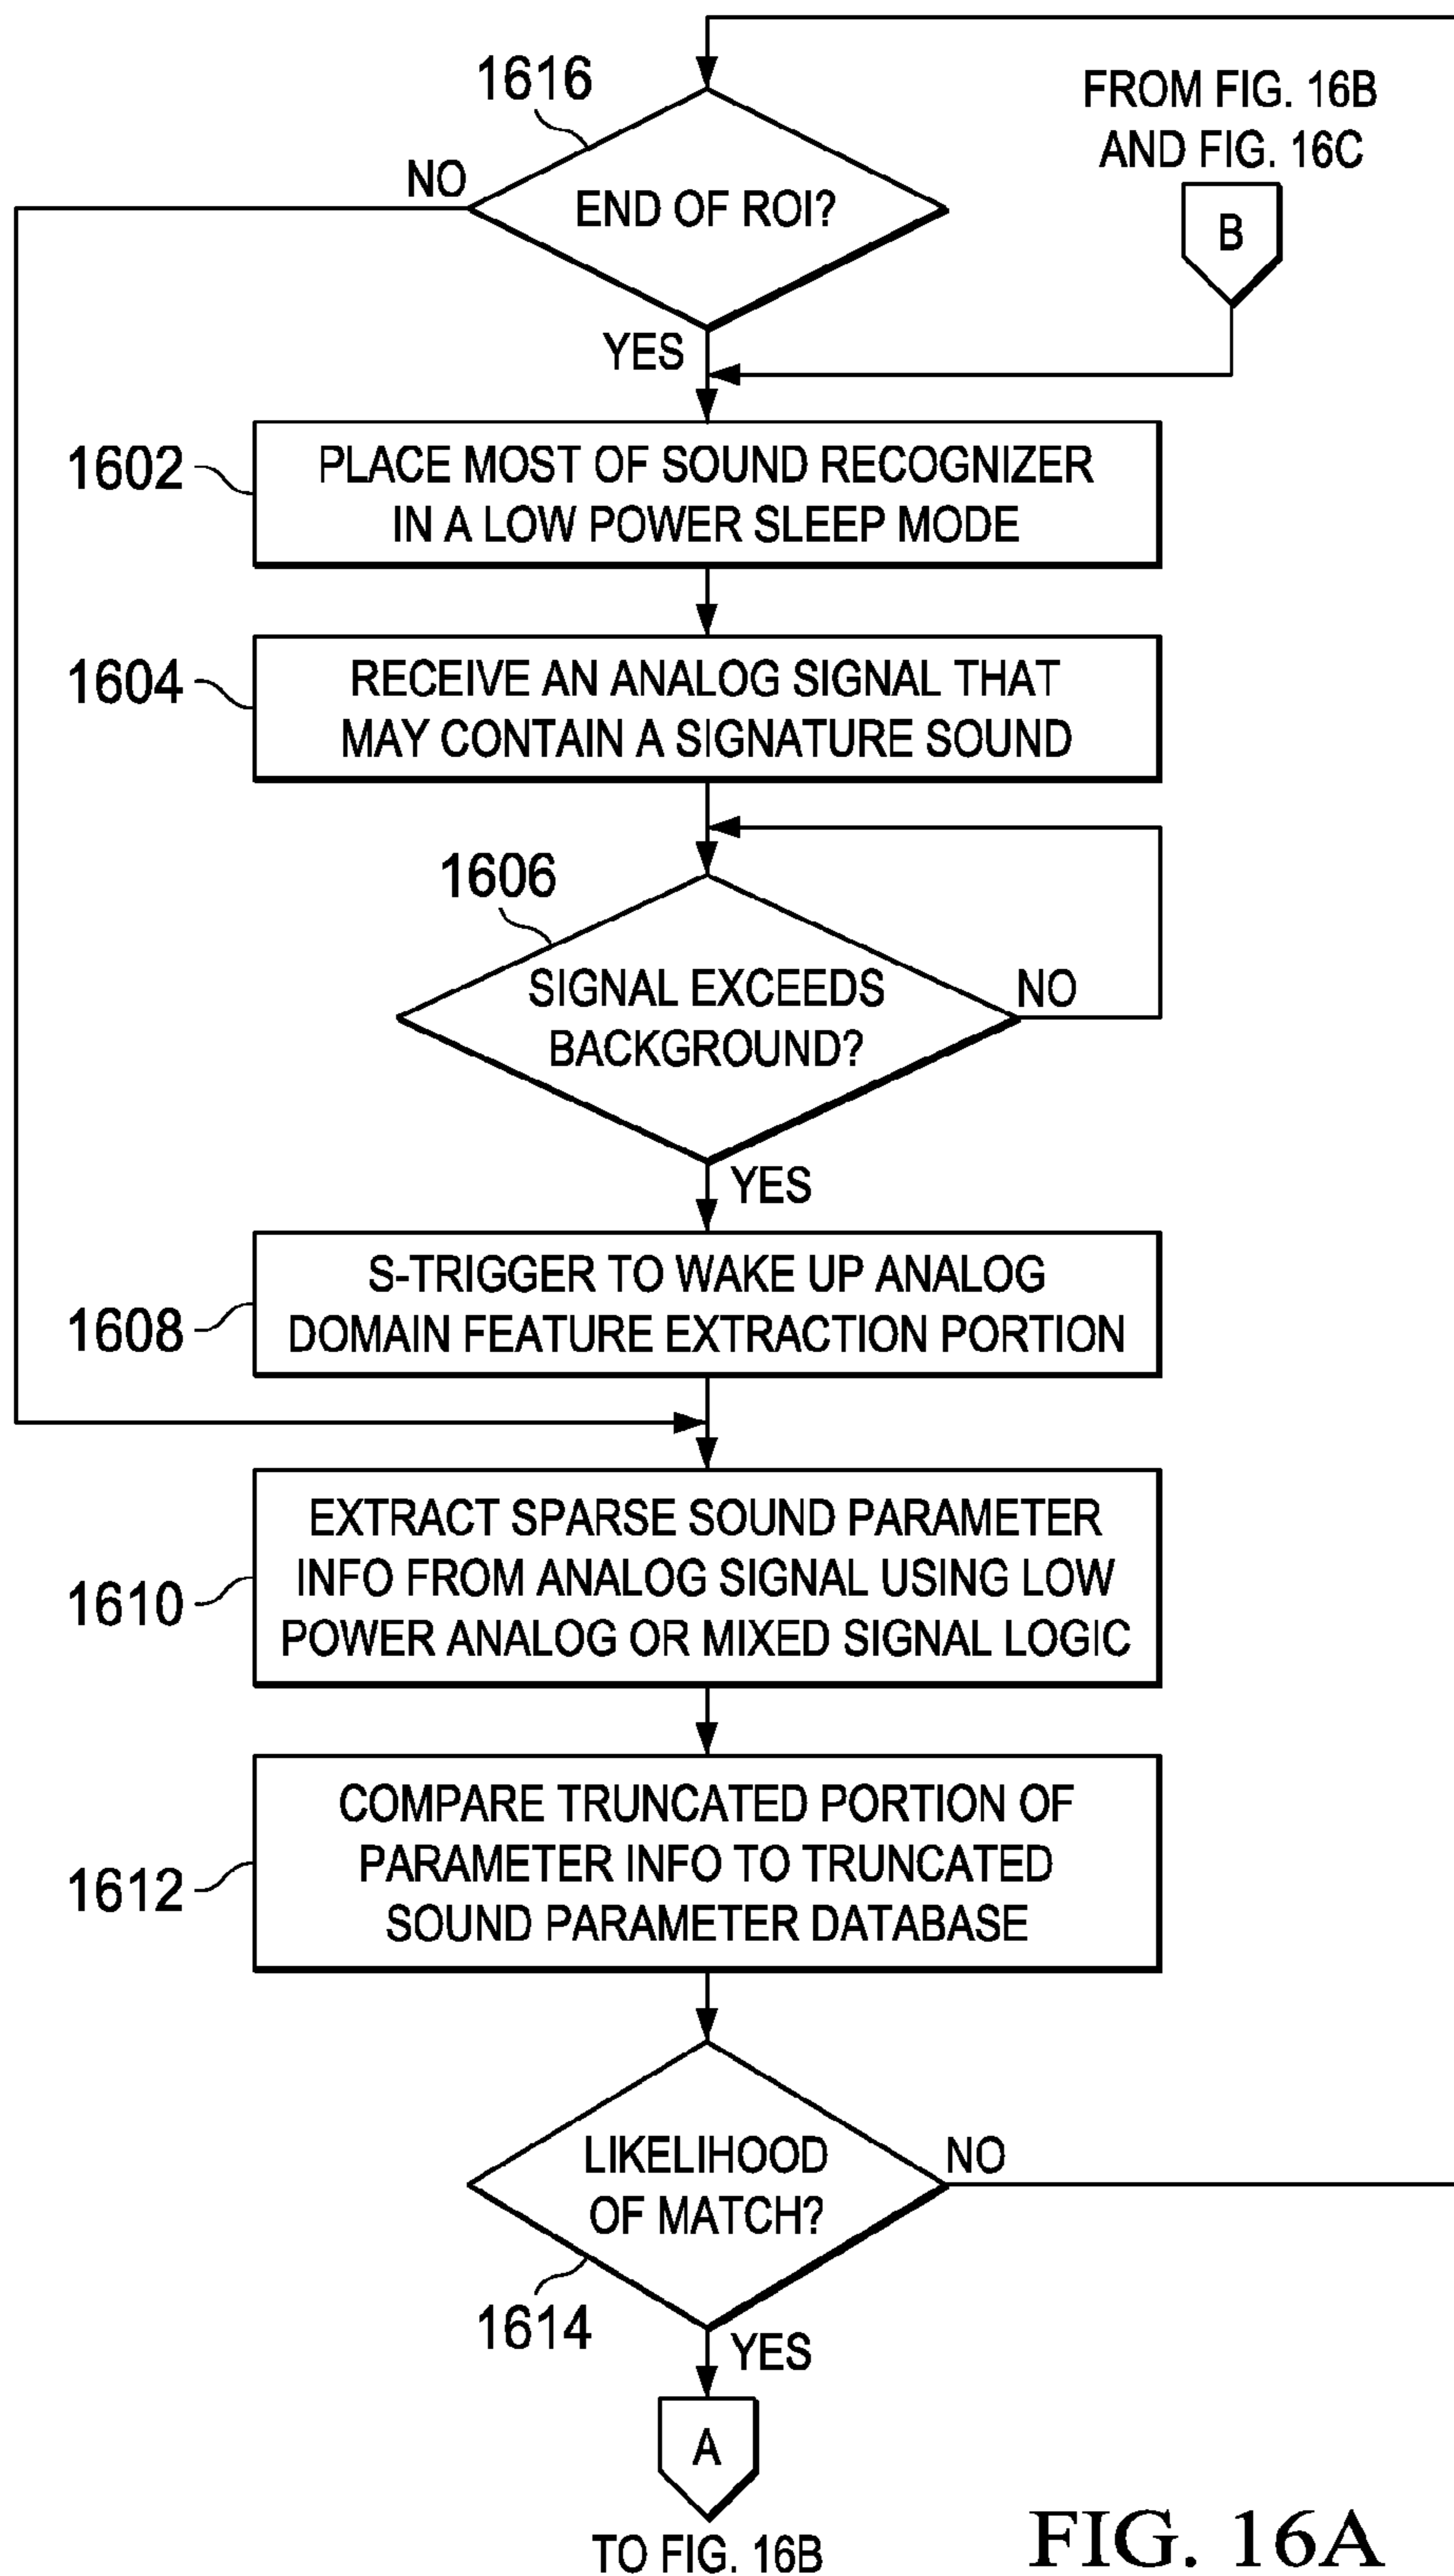 1616
FROM FIG. 16B
AND FIG. 16C
NO
END OF ROI?
B
YES
1602
PLACE MOST OF SOUND RECOGNIZER
IN A LOW POWER SLEEP MODE
1604
RECEIVE AN ANALOG SIGNAL THAT
MAY CONTAIN A SIGNATURE SOUND
1606
SIGNAL EXCEEDS
BACKGROUND?
NO
YES
1608
S-TRIGGER TO WAKE UP ANALOG
DOMAIN FEATURE EXTRACTION PORTION
1610
EXTRACT SPARSE SOUND PARAMETER
INFO FROM ANALOG SIGNAL USING LOW
POWER ANALOG OR MIXED SIGNAL LOGIC
1612
COMPARE TRUNCATED PORTION OF
PARAMETER INFO TO TRUNCATED
SOUND PARAMETER DATABASE
LIKELIHOOD
OF MATCH?
NO
1614
YES
A
TO FIG. 16B
FIG. 16A